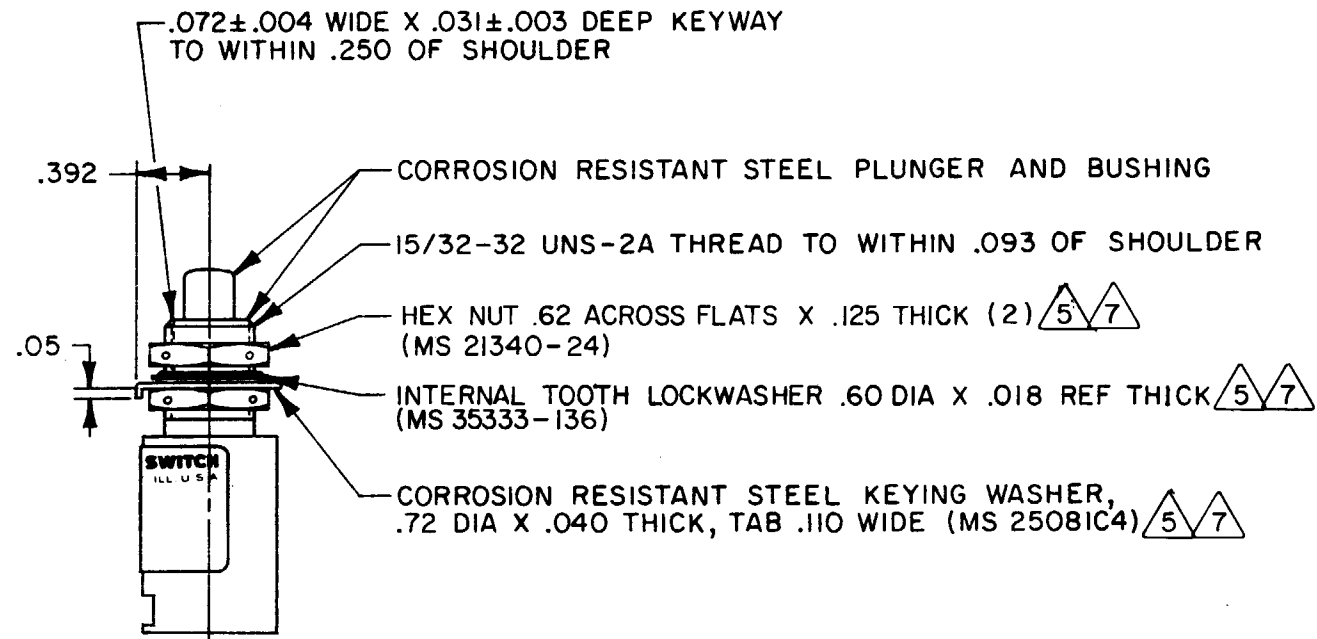 .072±.004 WIDE X .031±.003 DEEP KEYWAY
TO WITHIN .250 OF SHOULDER
.392
CORROSION RESISTANT STEEL PLUNGER AND BUSHING
15/32-32 UNS-2A THREAD TO WITHIN .093 OF SHOULDER
HEX NUT .62 ACROSS FLATS X .125 THICK (2) 5 7
(MS 21340-24)
.05
INTERNAL TOOTH LOCKWASHER .60 DIA X .018 REF THICK 5 7
(MS 35333-136)
SWITCH
ILL. U S A
CORROSION RESISTANT STEEL KEYING WASHER,
.72 DIA X .040 THICK, TAB .110 WIDE (MS 25081C4) 5 7